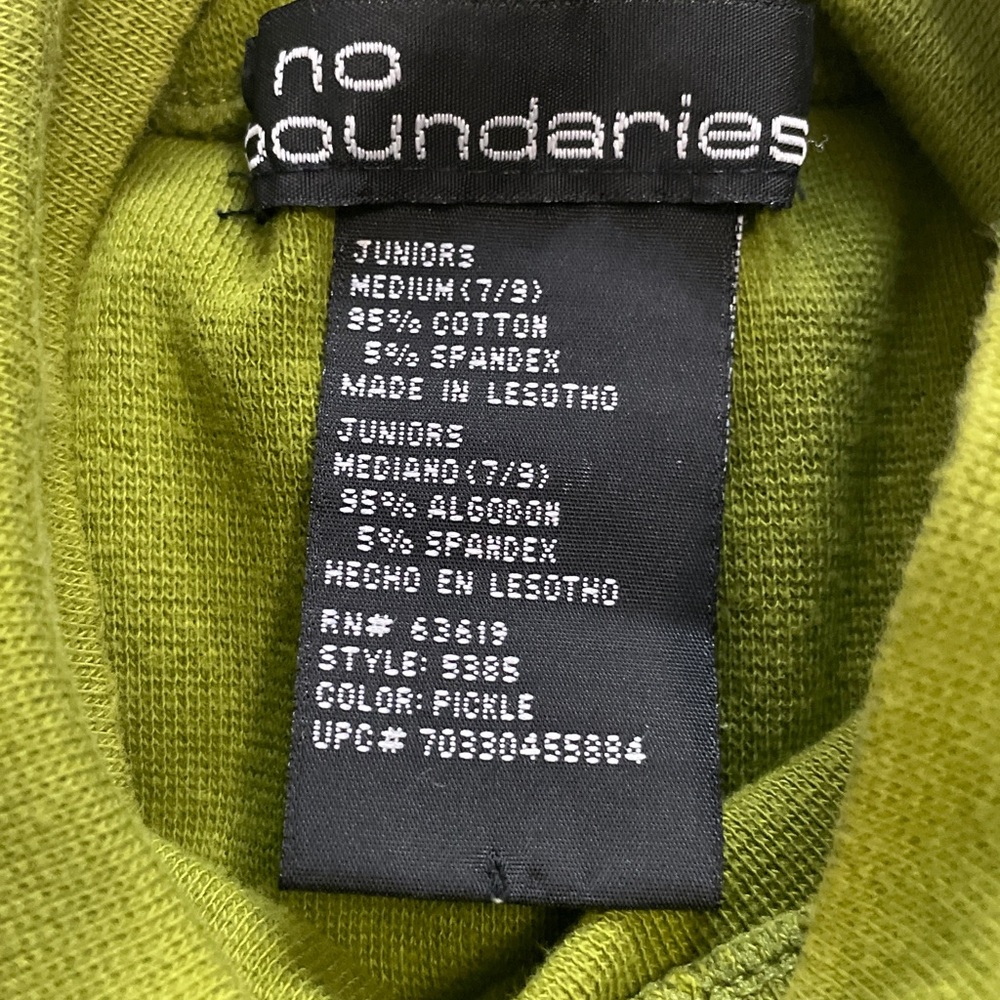 no
boundaries
JUNIORS
MEDIUM(7/9)
95% COTTON
5% SPANDEX
MADE IN LESOTHO
JUNIORS
MEDIANO(7/9)
95% ALGODON
5% SPANDEX
HECHO EN LESOTHO
RN# 63619
STYLE: 5385
COLOR: PICKLE
UPC# 70330455884